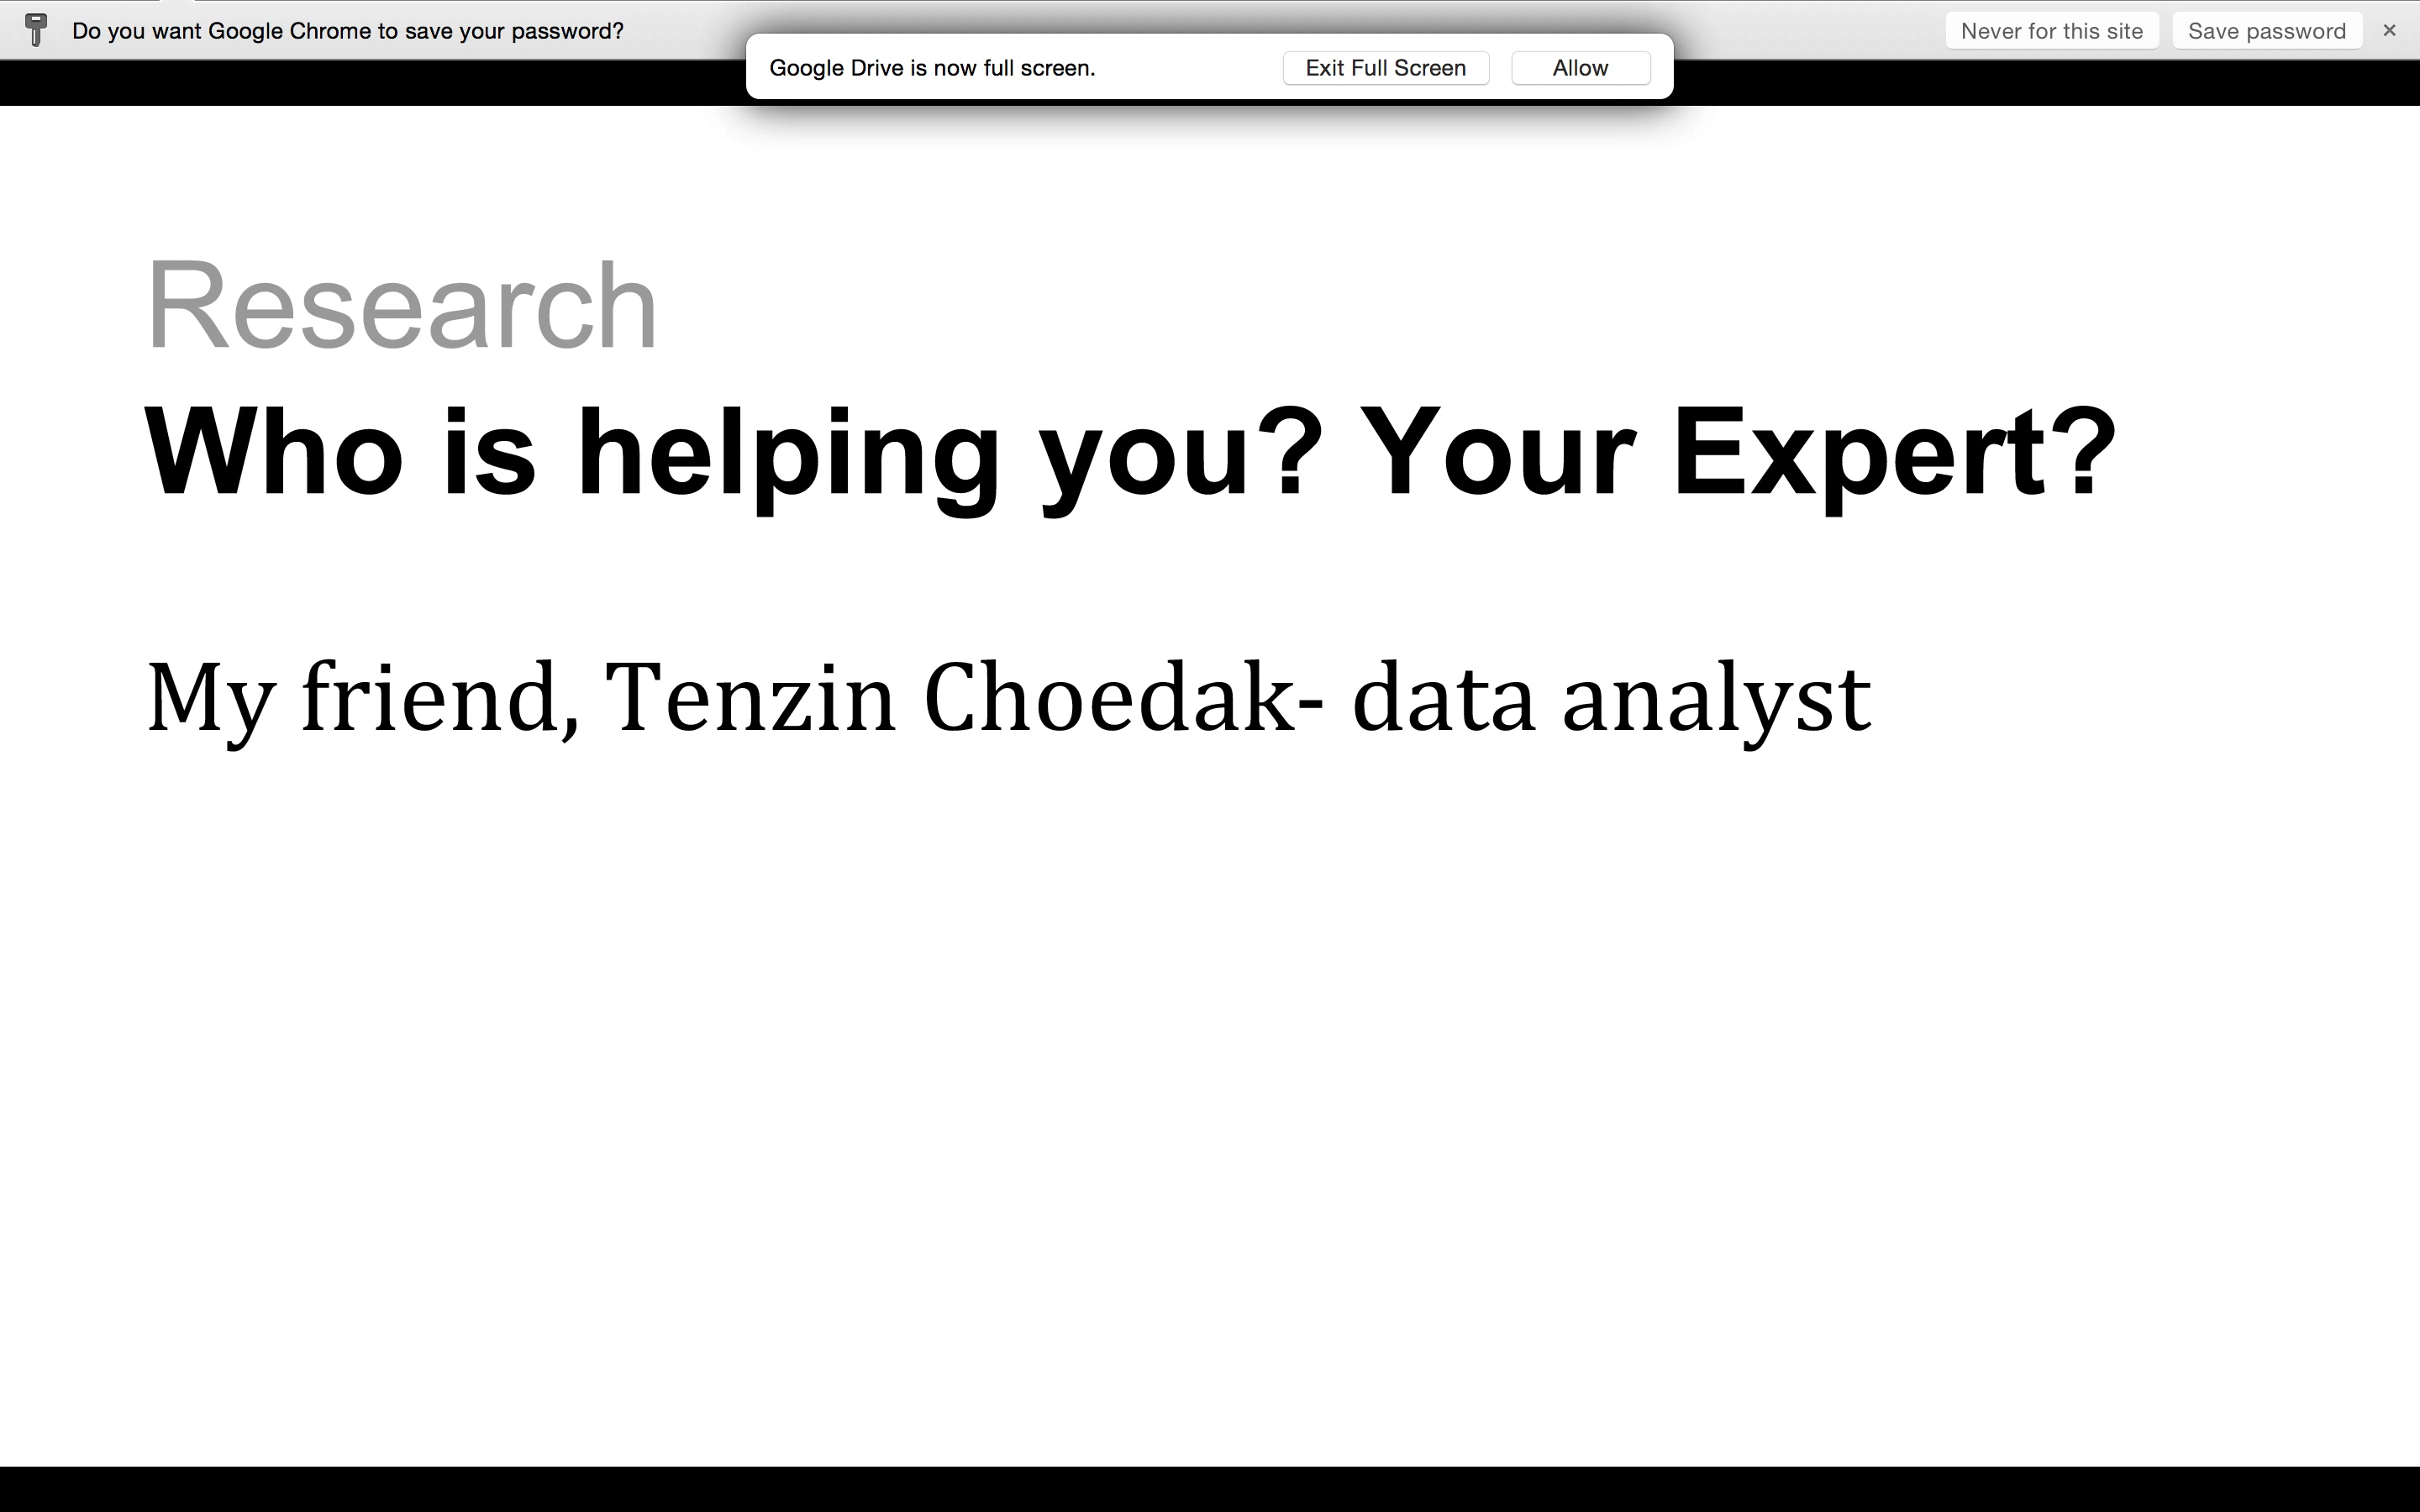 Do you want Google Chrome to save your password?
Never for this site
Save password
Google Drive is now full screen.
Exit Full Screen
Allow
Research
Who is helping you? Your Expert?
My friend, Tenzin Choedak- data analyst